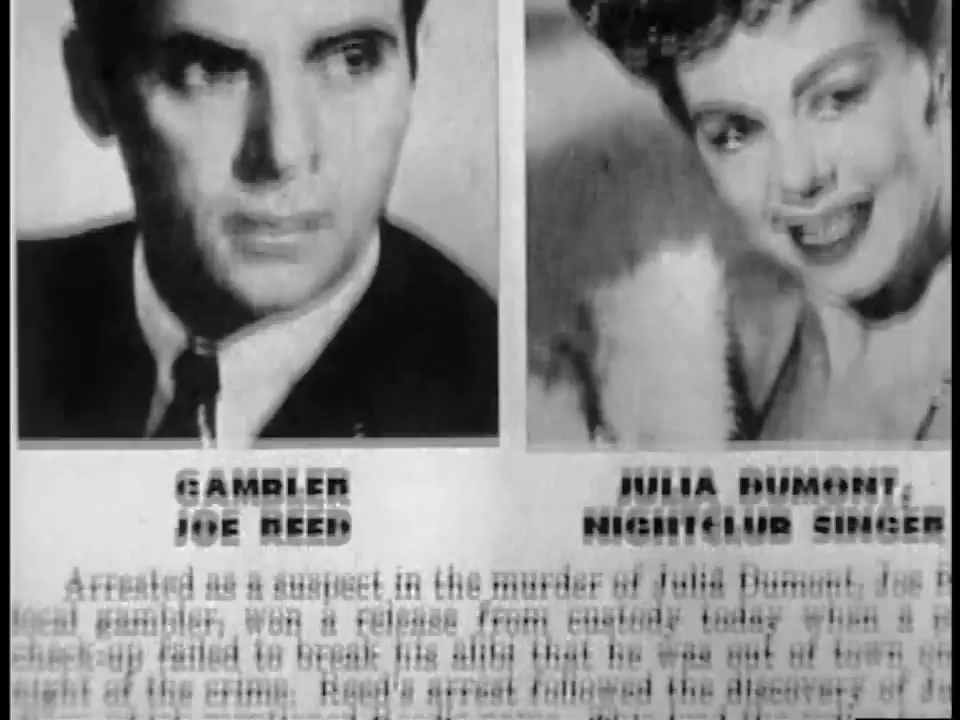 GAMBLER
JOE REED
JULIA DUMONT,
NIGHTCLUB SINGER
Arrested as a suspect in the murder of Julia Dumont, Joe
local gambler, won a release from custody today when a
check-up failed to break his alibi that he was out of town
night of the crime. Reed's arrest followed the discovery of